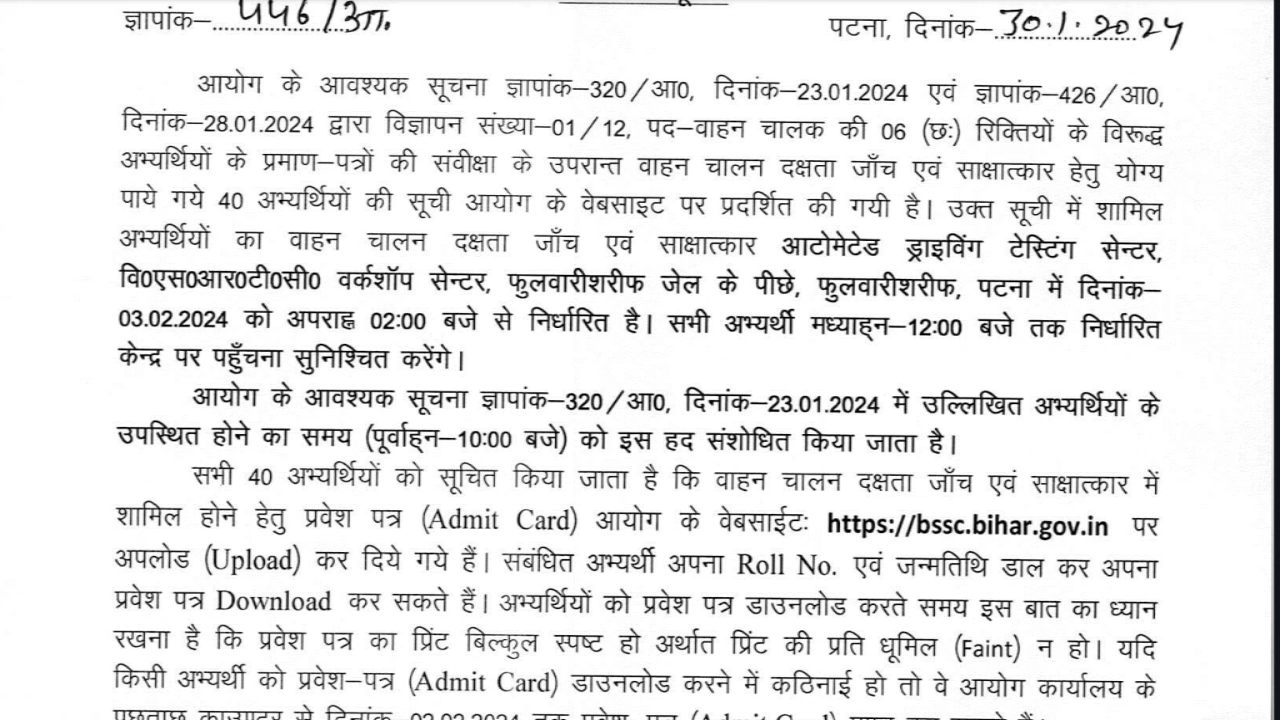 ज्ञापांक–446/आ.
पटना, दिनांक–30.1.2024
आयोग के आवश्यक सूचना ज्ञापांक–320/आ0, दिनांक–23.01.2024 एवं ज्ञापांक–426/आ0,
दिनांक–28.01.2024 द्वारा विज्ञापन संख्या–01/12, पद–वाहन चालक की 06 (छः) रिक्तियों के विरूद्ध
अभ्यर्थियों के प्रमाण–पत्रों की संवीक्षा के उपरान्त वाहन चालन दक्षता जाँच एवं साक्षात्कार हेतु योग्य
पाये गये 40 अभ्यर्थियों की सूची आयोग के वेबसाइट पर प्रदर्शित की गयी है। उक्त सूची में शामिल
अभ्यर्थियों का वाहन चालन दक्षता जाँच एवं साक्षात्कार आटोमेटेड ड्राइविंग टेस्टिंग सेन्टर,
वि0एस0आर0टी0सी0 वर्कशॉप सेन्टर, फुलवारीशरीफ जेल के पीछे, फुलवारीशरीफ, पटना में दिनांक–
03.02.2024 को अपराह्न 02:00 बजे से निर्धारित है। सभी अभ्यर्थी मध्याह्न–12:00 बजे तक निर्धारित
केन्द्र पर पहुँचना सुनिश्चित करेंगे।
आयोग के आवश्यक सूचना ज्ञापांक–320/आ0, दिनांक–23.01.2024 में उल्लिखित अभ्यर्थियों के
उपस्थित होने का समय (पूर्वाह्न–10:00 बजे) को इस हद संशोधित किया जाता है।
सभी 40 अभ्यर्थियों को सूचित किया जाता है कि वाहन चालन दक्षता जाँच एवं साक्षात्कार में
शामिल होने हेतु प्रवेश पत्र (Admit Card) आयोग के वेबसाईटः https://bssc.bihar.gov.in पर
अपलोड (Upload) कर दिये गये हैं। संबंधित अभ्यर्थी अपना Roll No. एवं जन्मतिथि डाल कर अपना
प्रवेश पत्र Download कर सकते हैं। अभ्यर्थियों को प्रवेश पत्र डाउनलोड करते समय इस बात का ध्यान
रखना है कि प्रवेश पत्र का प्रिंट बिल्कुल स्पष्ट हो अर्थात प्रिंट की प्रति धूमिल (Faint) न हो। यदि
किसी अभ्यर्थी को प्रवेश–पत्र (Admit Card) डाउनलोड करने में कठिनाई हो तो वे आयोग कार्यालय के